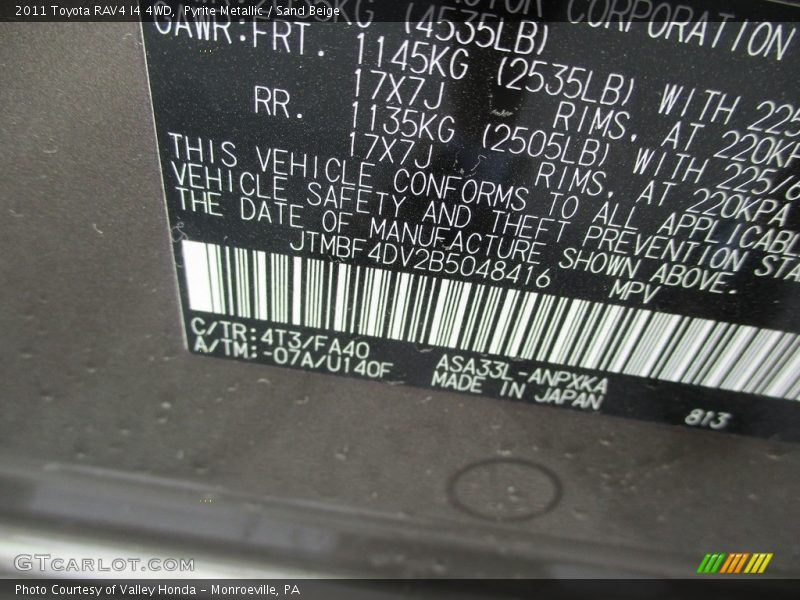 2011 Toyota RAV4 I4 4WD, Pyrite Metallic / Sand Beige
CORPORATION
(4535LB)
GAWR:FRT. 1145KG (2535LB) WITH 225
17X7J RIMS, AT 220KP
RR. 1135KG (2505LB) WITH 225/6
17X7J RIMS, AT 220KPA
THIS VEHICLE CONFORMS TO ALL APPLICABL
VEHICLE SAFETY AND THEFT PREVENTION STA
THE DATE OF MANUFACTURE SHOWN ABOVE.
JTMBF4DV2B5048416 MPV
C/TR:4T3/FA40 ASA33L-ANPXKA
A/TM:-07A/U140F MADE IN JAPAN
813
GTCARLOT.COM
Photo Courtesy of Valley Honda - Monroeville, PA